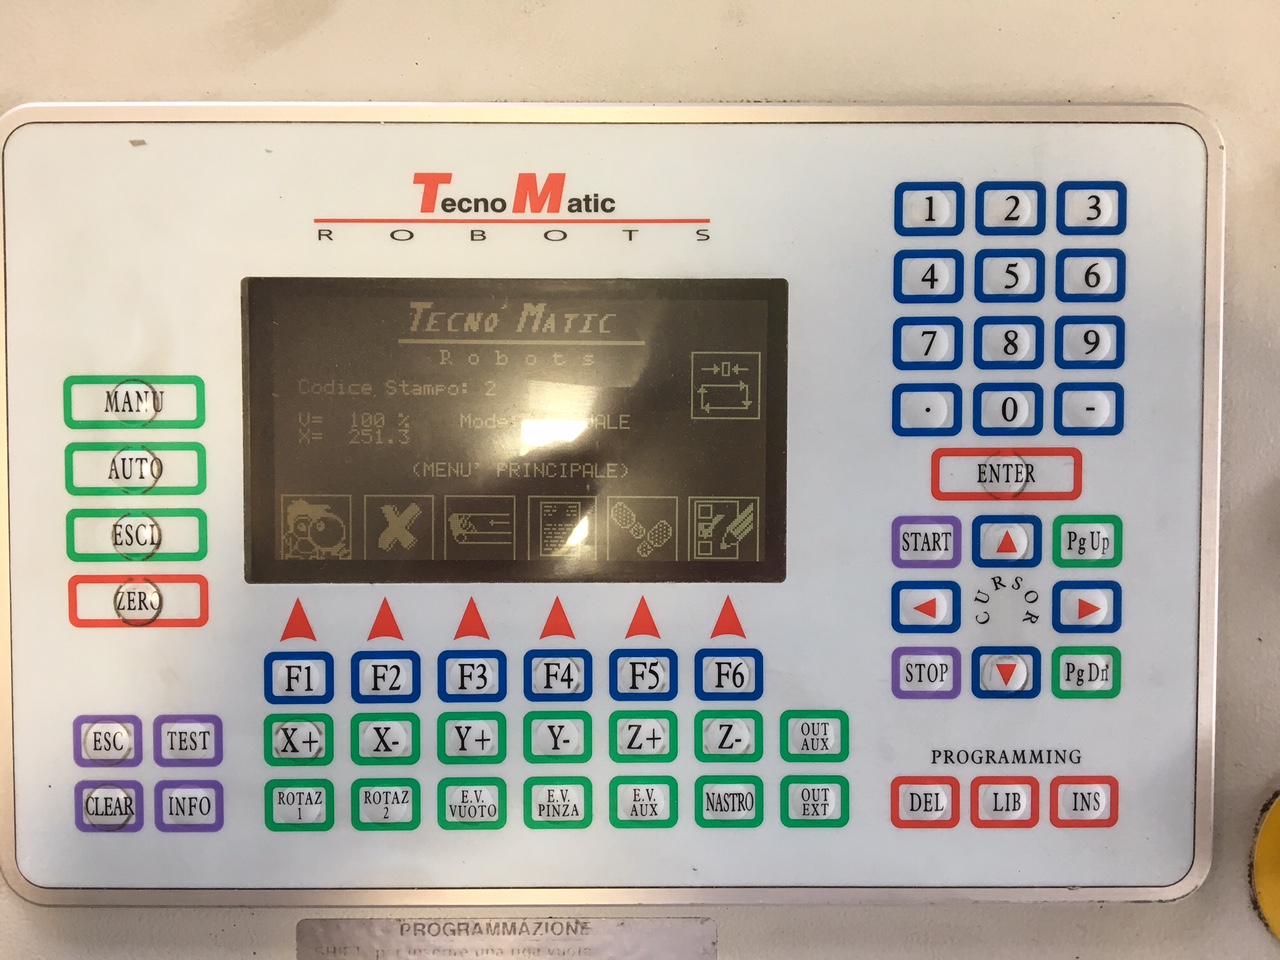 TecnoMatic
ROBOTS
TECNO MATIC
Robots
Codice Stampo: 2
V= 100 %
X= 251.3
(MENU' PRINCIPALE)
MANU
AUTO
ESCL
ZERO
ESC TEST
CLEAR INFO
F1 F2 F3 F4 F5 F6
X+ X- Y+ Y- Z+ Z- OUT AUX
ROTAZ 1 ROTAZ 2 E.V. VUOTO E.V. PINZA E.V. AUX NASTRO OUT EXT
1 2 3
4 5 6
7 8 9
. 0 -
ENTER
START PgUp
CURSOR
STOP PgDn
PROGRAMMING
DEL LIB INS
PROGRAMMAZIONE